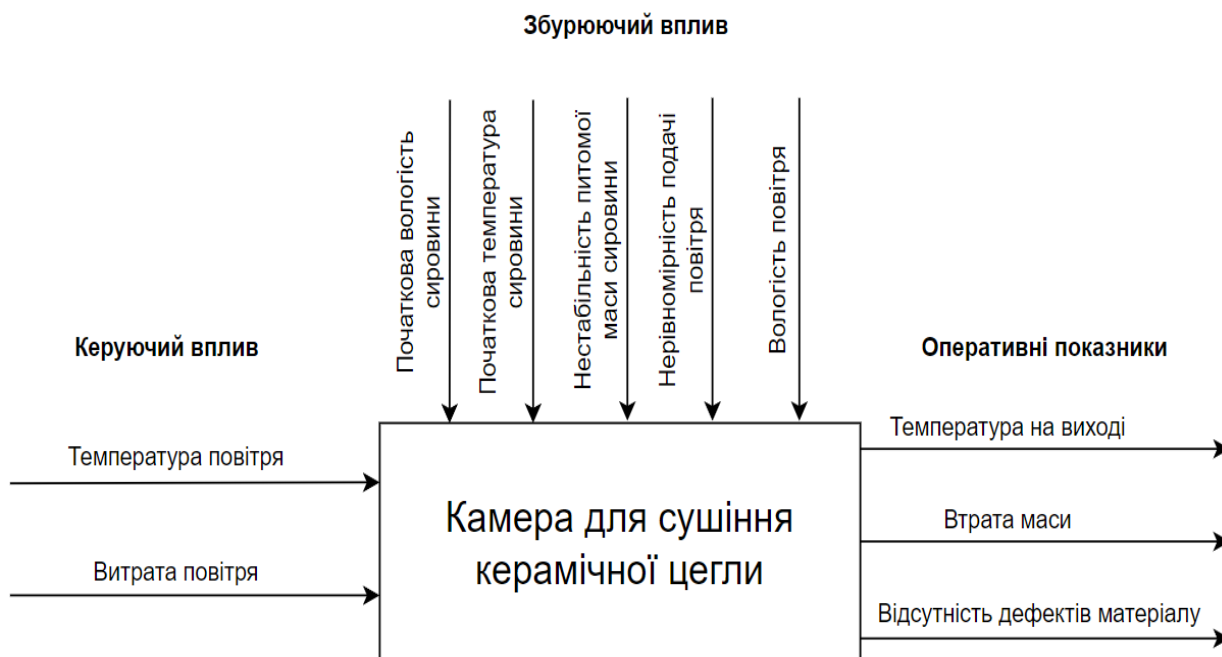 Збурюючий вплив
Початкова вологість
сировини
Початкова температура
сировини
Нестабільність питомої
маси сировини
Нерівномірність подачі
повітря
Вологість повітря
Керуючий вплив
Оперативні показники
Температура повітря
Витрата повітря
Камера для сушіння
керамічної цегли
Температура на виході
Втрата маси
Відсутність дефектів матеріалу